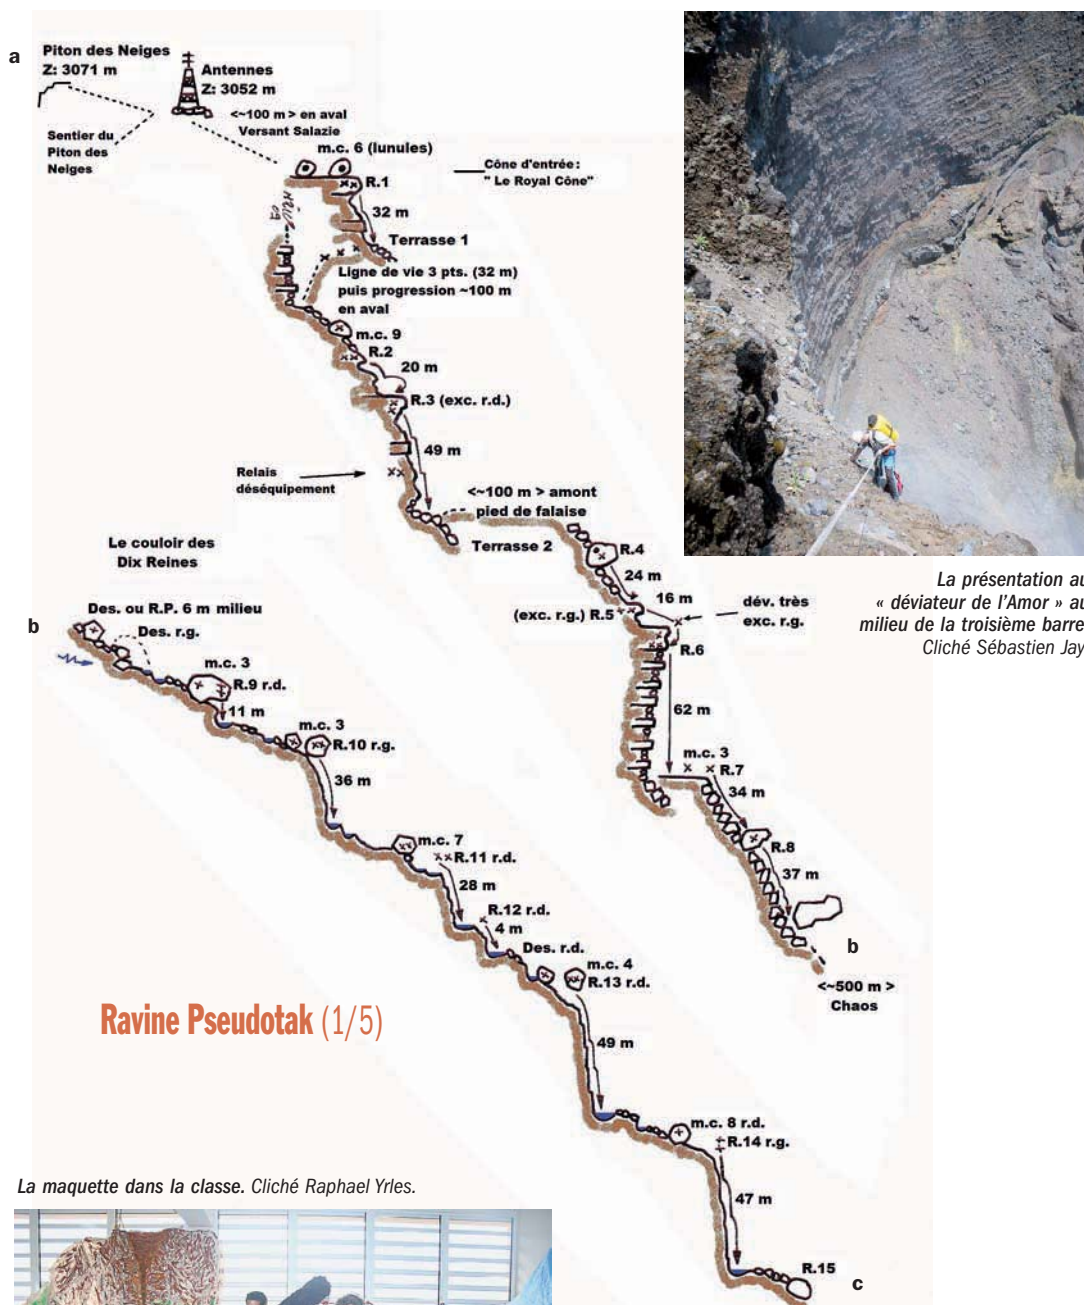 a
Piton des Neiges
Z: 3071 m
Antennes
Z: 3052 m
<~100 m > en aval
Versant Salazie
Sentier du
Piton des
Neiges
m.c. 6 (lunules)
Cône d'entrée :
" Le Royal Cône"
R.1
32 m
Terrasse 1
Ligne de vie 3 pts. (32 m)
puis progression ~100 m
en aval
m.c. 9
R.2
20 m
R.3 (exc. r.d.)
49 m
Relais
déséquipement
<~100 m > amont
pied de falaise
Terrasse 2
R.4
24 m
16 m
(exc. r.g.) R.5
dév. très
exc. r.g.
R.6
62 m
m.c. 3
R.7
34 m
R.8
37 m
b
<~500 m >
Chaos
La présentation au
« déviateur de l'Amor » au
milieu de la troisième barre
Cliché Sébastien Jay
Le couloir des
Dix Reines
b
Des. ou R.P. 6 m milieu
Des. r.g.
m.c. 3
R.9 r.d.
11 m
m.c. 3
R.10 r.g.
36 m
m.c. 7
R.11 r.d.
28 m
R.12 r.d.
4 m
Des. r.d.
m.c. 4
R.13 r.d.
49 m
m.c. 8 r.d.
R.14 r.g.
47 m
R.15
c
Ravine Pseudotak (1/5)
La maquette dans la classe. Cliché Raphael Yrles.